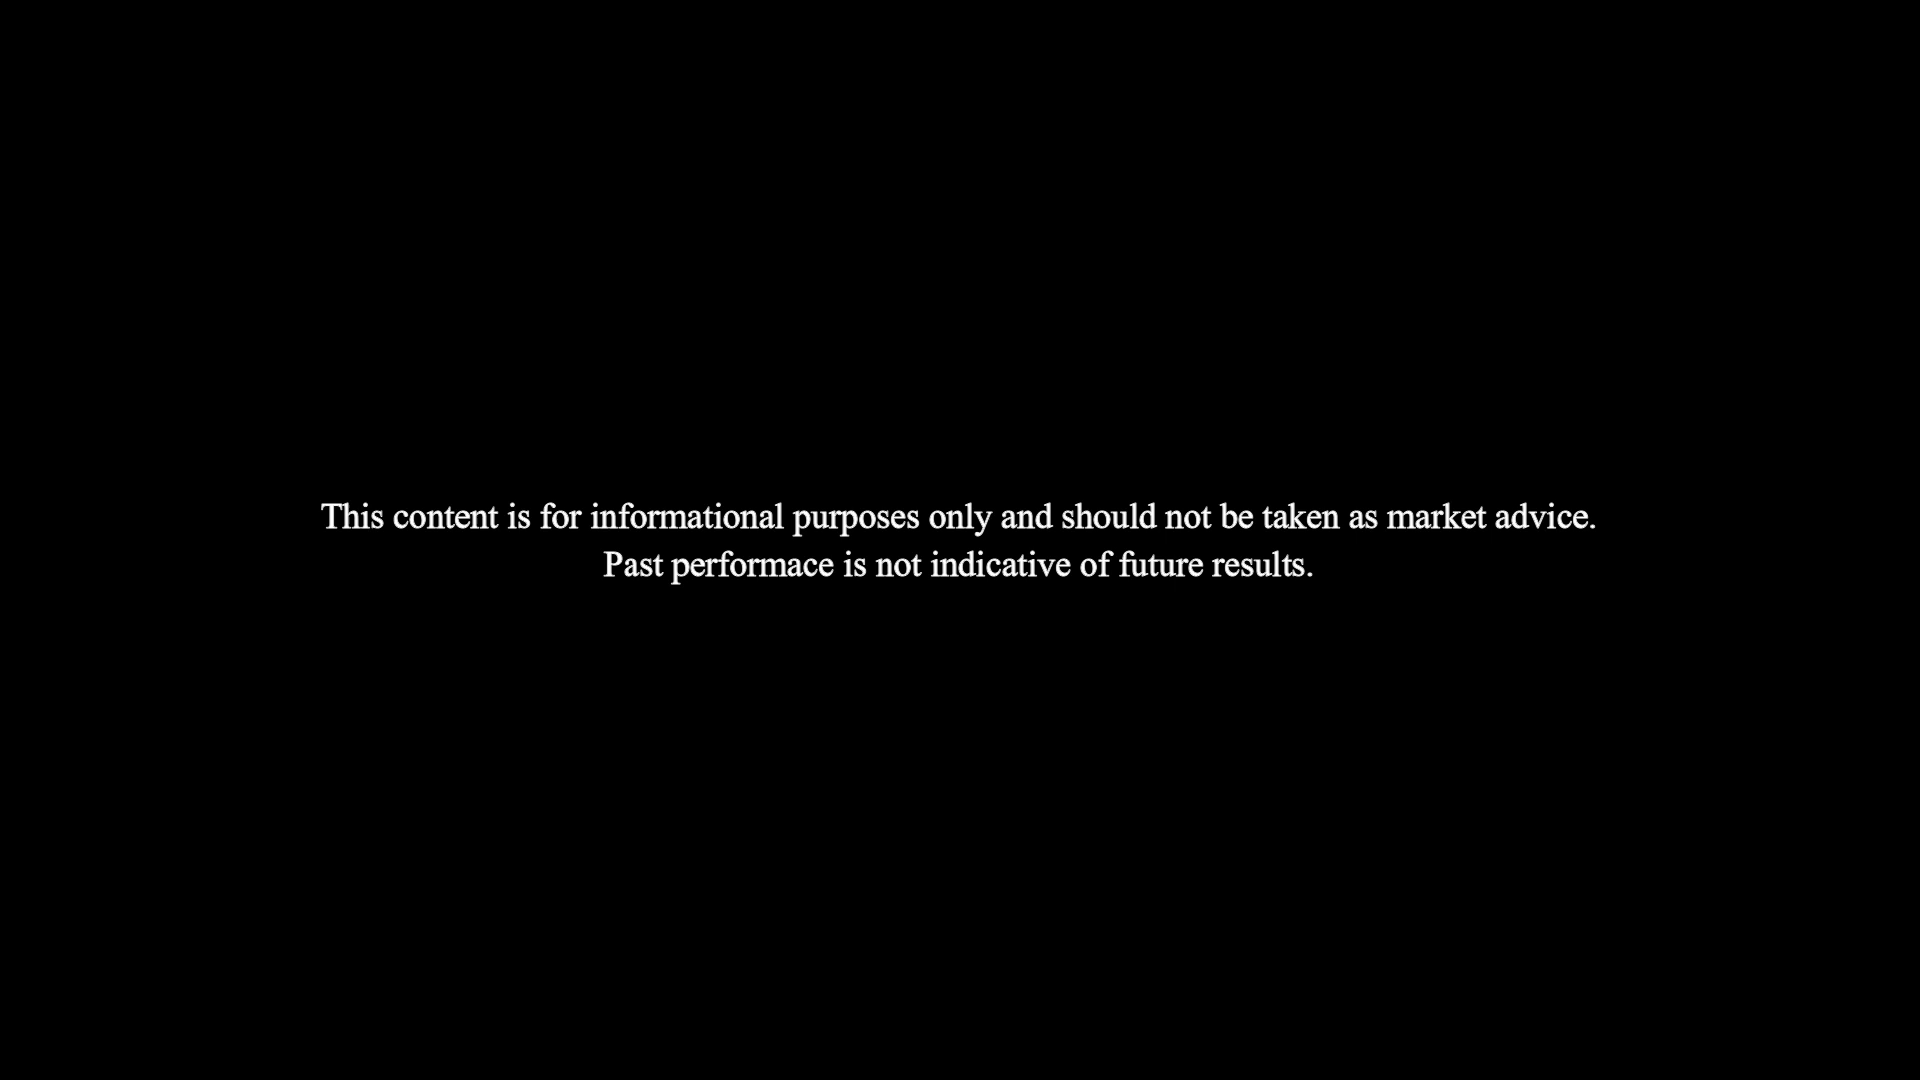 This content is for informational purposes only and should not be taken as market advice.
Past performace is not indicative of future results.